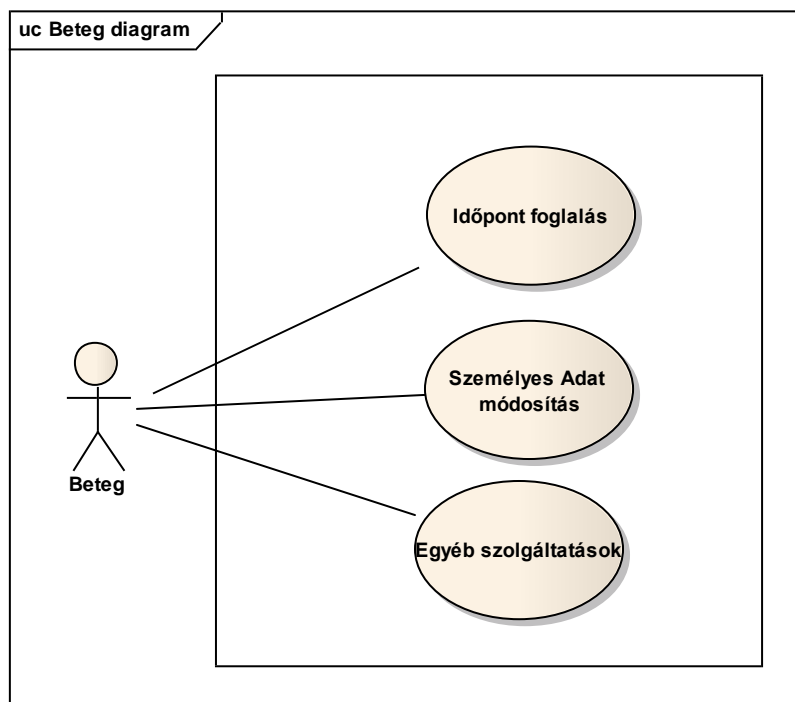 uc Beteg diagram
Időpont foglalás
Személyes Adat
módosítás
Beteg
Egyéb szolgáltatások